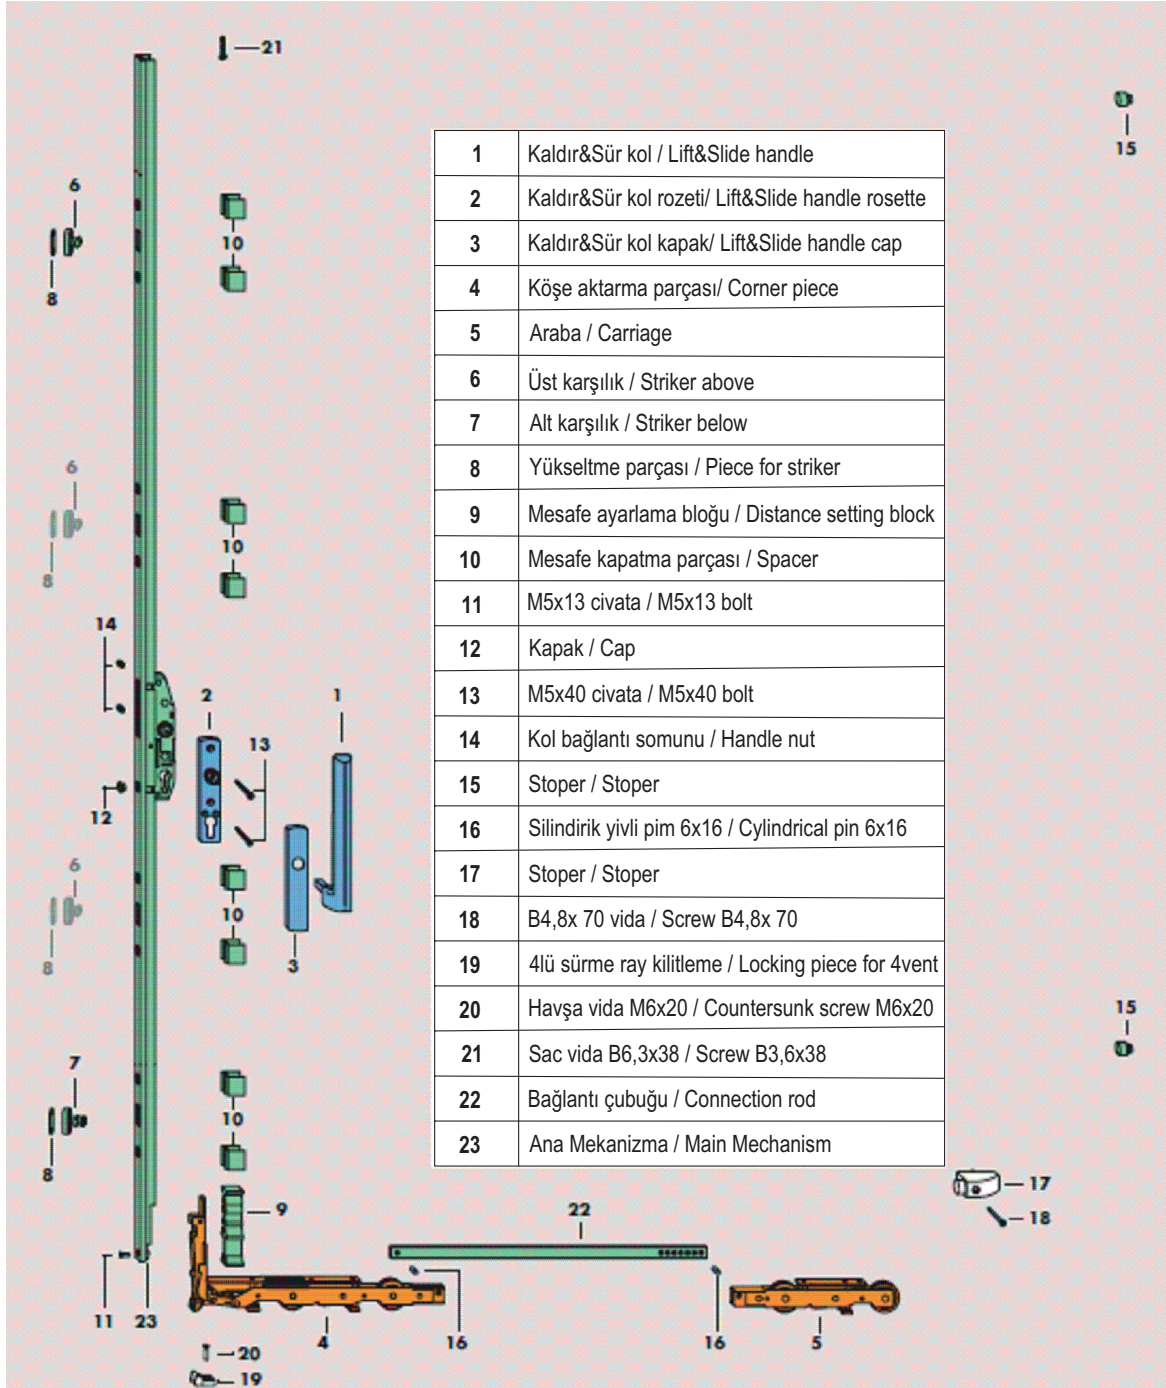 21
15
6
10
8
1 Kaldır&Sür kol / Lift&Slide handle
2 Kaldır&Sür kol rozeti/ Lift&Slide handle rosette
3 Kaldır&Sür kol kapak/ Lift&Slide handle cap
4 Köşe aktarma parçası/ Corner piece
5 Araba / Carriage
6 Üst karşılık / Striker above
7 Alt karşılık / Striker below
8 Yükseltme parçası / Piece for striker
9 Mesafe ayarlama bloğu / Distance setting block
10 Mesafe kapatma parçası / Spacer
11 M5x13 civata / M5x13 bolt
12 Kapak / Cap
13 M5x40 civata / M5x40 bolt
14 Kol bağlantı somunu / Handle nut
15 Stoper / Stoper
16 Silindirik yivli pim 6x16 / Cylindrical pin 6x16
17 Stoper / Stoper
18 B4,8x 70 vida / Screw B4,8x 70
19 4lü sürme ray kilitleme / Locking piece for 4vent
20 Havşa vida M6x20 / Countersunk screw M6x20
21 Sac vida B6,3x38 / Screw B3,6x38
22 Bağlantı çubuğu / Connection rod
23 Ana Mekanizma / Main Mechanism
6
10
8
14
2
1
13
12
6
10
8
3
15
7
10
8
17
9
22
18
11
23
4
16
16
5
20
19